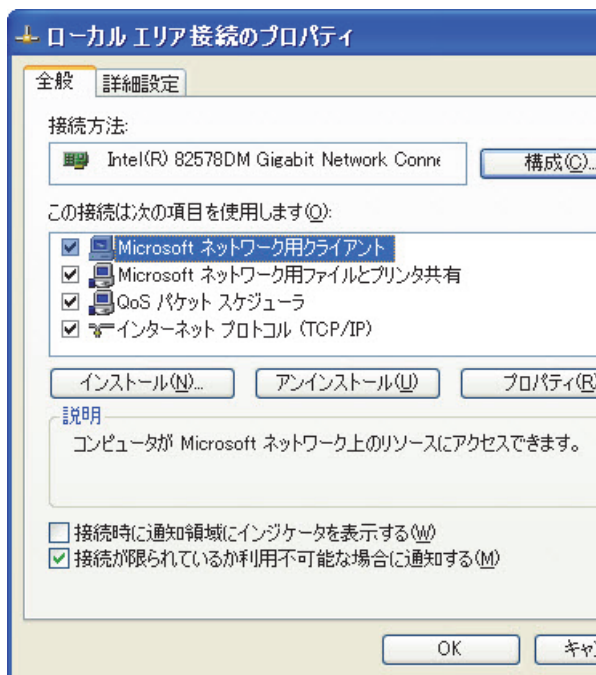 ローカル エリア接続のプロパティ
全般 詳細設定
接続方法:
Intel(R) 82578DM Gigabit Network Conne
構成(C)...
この接続は次の項目を使用します(O):
Microsoft ネットワーク用クライアント
Microsoft ネットワーク用ファイルとプリンタ共有
QoS パケット スケジューラ
インターネット プロトコル (TCP/IP)
インストール(N)... アンインストール(U) プロパティ(R)
説明
コンピュータが Microsoft ネットワーク上のリソースにアクセスできます。
接続時に通知領域にインジケータを表示する(W)
接続が限られているか利用不可能な場合に通知する(M)
OK キャ